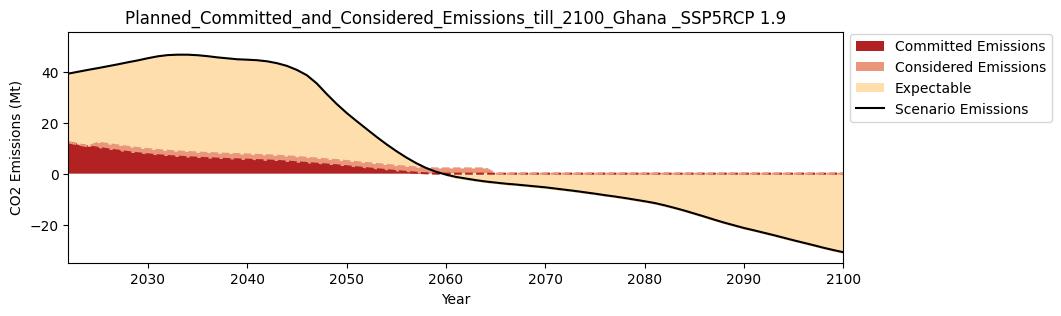 Planned_Committed_and_Considered_Emissions_till_2100_Ghana _SSP5RCP 1.9
Committed Emissions
Considered Emissions
Expectable
Scenario Emissions
CO2 Emissions (Mt)
40
20
0
−20
2030 2040 2050 2060 2070 2080 2090 2100
Year